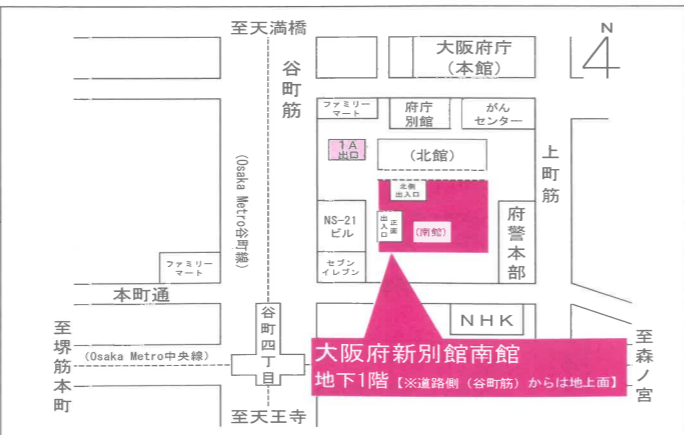 至天満橋
大阪府庁
(本館)
N
谷町筋
ファミリー
マート
府庁
別館
がん
センター
1A
出口
(北館)
上町筋
(Osaka Metro谷町線)
北側
出入口
NS-21
ビル
正面
出入口
(南館)
府警本部
ファミリー
マート
セブン
イレブン
本町通
谷町四丁目
NHK
至堺筋本町
(Osaka Metro中央線)
大阪府新別館南館
地下1階【※道路側(谷町筋)からは地上面】
至森ノ宮
至天王寺